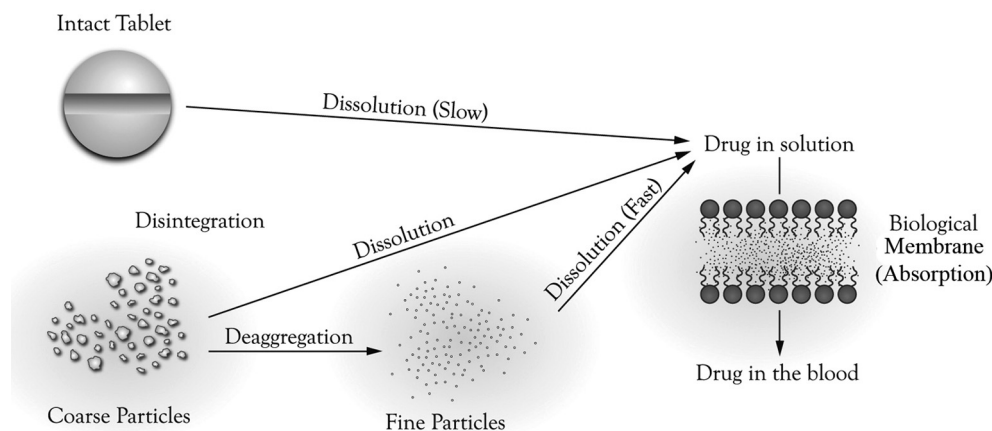 Intact Tablet
Dissolution (Slow)
Drug in solution
Disintegration
Dissolution
Dissolution (Fast)
Biological
Membrane
(Absorption)
Deaggregation
Drug in the blood
Coarse Particles
Fine Particles